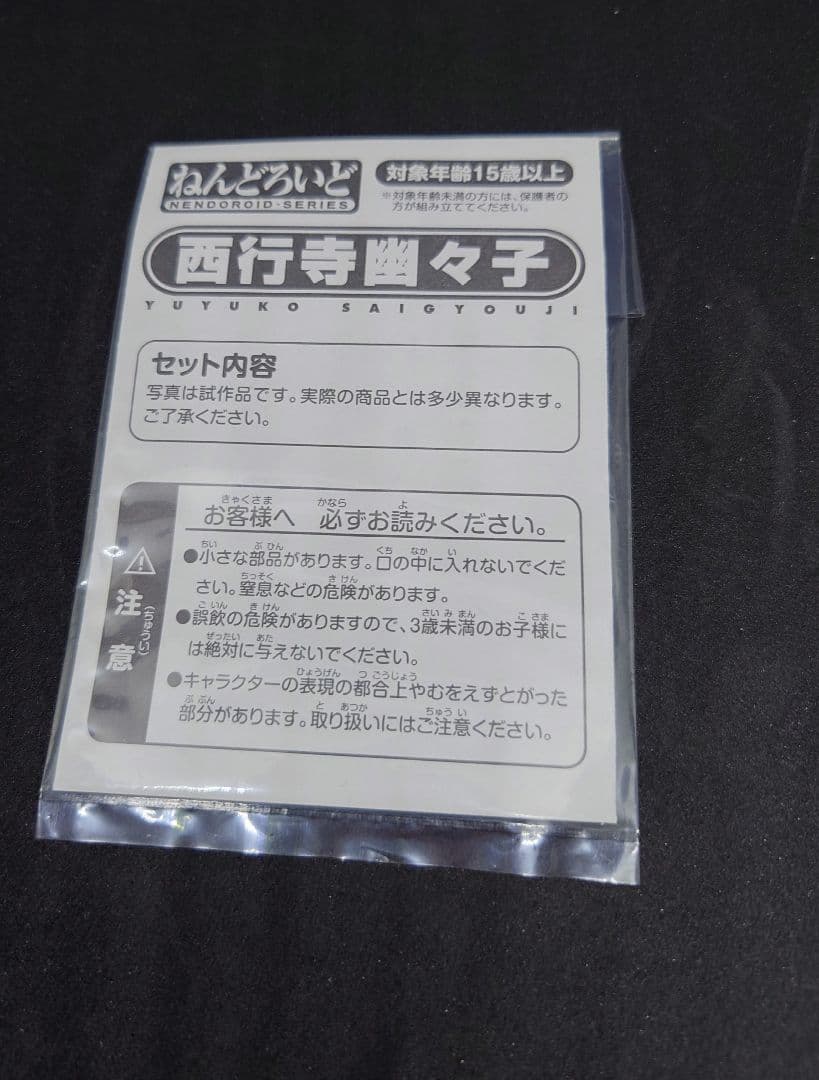 ねんどろいど
NENDOROID・SERIES
対象年齢15歳以上
※対象年齢未満の方には、保護者の
方が組み立ててください。
西行寺幽々子
YUYUKO SAIGYOUJI
セット内容
写真は試作品です。実際の商品とは多少異なります。
ご了承ください。
注意(ちゅうい)
お客様へ 必ずお読みください。
●小さな部品があります。口の中に入れないでくだ
さい。窒息などの危険があります。
●誤飲の危険がありますので、3歳未満のお子様に
は絶対に与えないでください。
●キャラクターの表現の都合上やむをえずとがった
部分があります。取り扱いにはご注意ください。